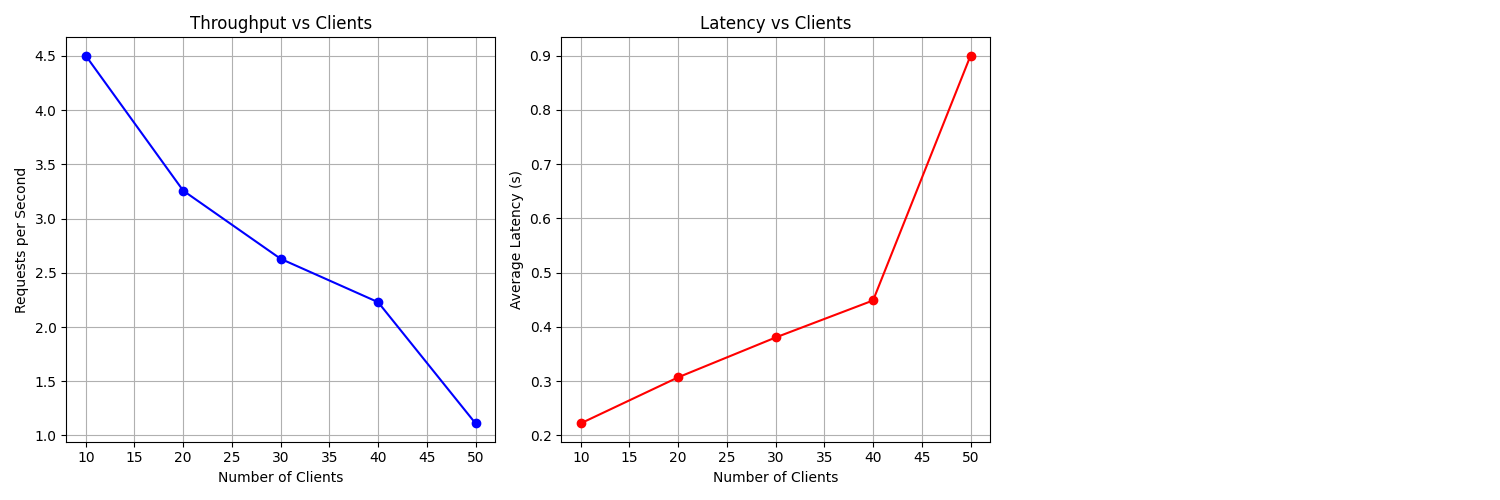 Throughput vs Clients
Requests per Second
4.5
4.0
3.5
3.0
2.5
2.0
1.5
1.0
10 15 20 25 30 35 40 45 50
Number of Clients
Latency vs Clients
Average Latency (s)
0.9
0.8
0.7
0.6
0.5
0.4
0.3
0.2
10 15 20 25 30 35 40 45 50
Number of Clients